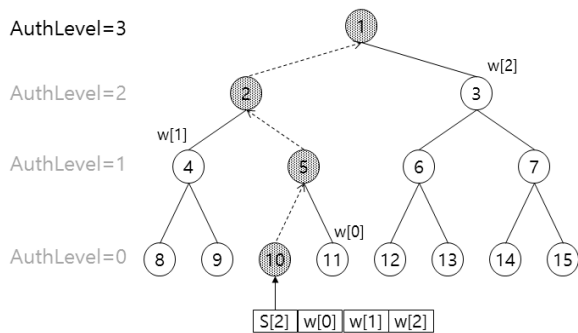 AuthLevel=3
1
w[2]
AuthLevel=2
2
3
w[1]
AuthLevel=1
4
5
6
7
w[0]
AuthLevel=0
8
9
10
11
12
13
14
15
S[2] w[0] w[1] w[2]